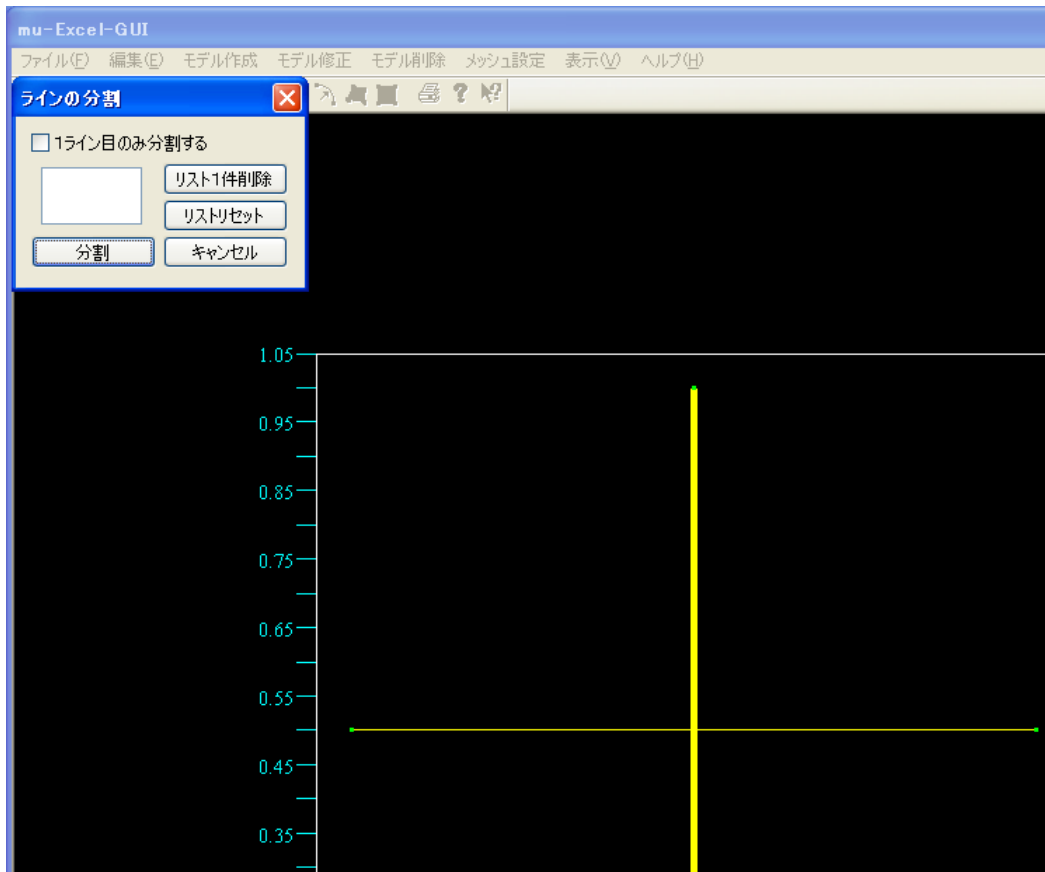 mu-Excel-GUI
ファイル(F) 編集(E) モデル作成 モデル修正 モデル削除 メッシュ設定 表示(V) ヘルプ(H)
ラインの分割
1ライン目のみ分割する
リスト1件削除
リストリセット
分割 キャンセル
1.05
0.95
0.85
0.75
0.65
0.55
0.45
0.35